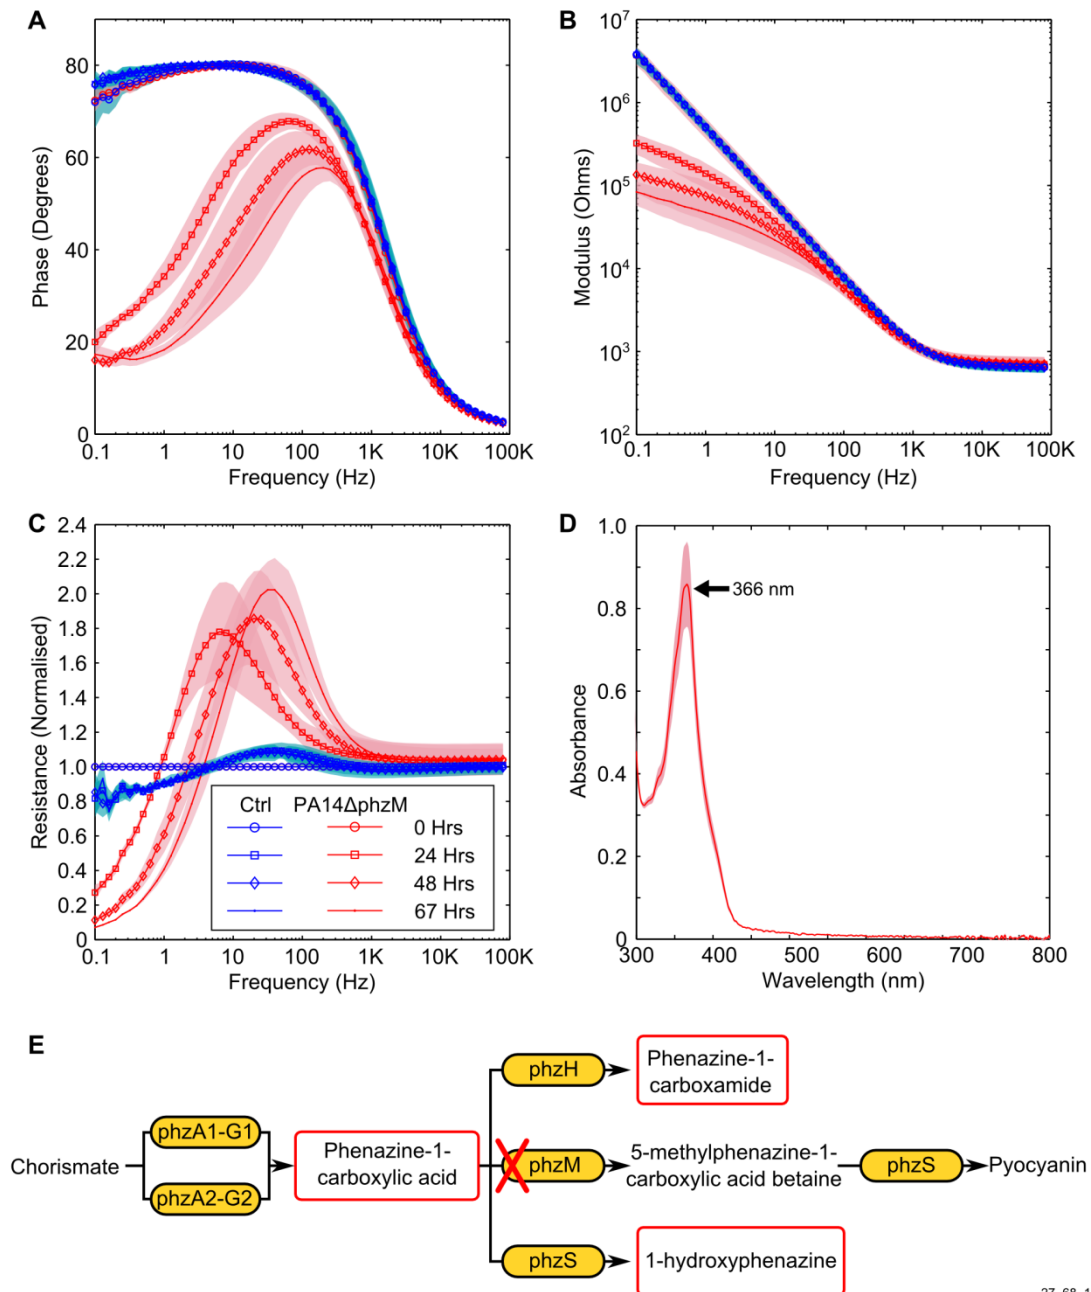 A
80
60
40
20
0
Phase (Degrees)
0.1 1 10 100 1K 10K 100K
Frequency (Hz)
B
10^7
10^6
10^5
10^4
10^3
10^2
Modulus (Ohms)
0.1 1 10 100 1K 10K 100K
Frequency (Hz)
C
2.4
2.2
2.0
1.8
1.6
1.4
1.2
1.0
0.8
0.6
0.4
0.2
0
Resistance (Normalised)
Ctrl PA14ΔphzM
0 Hrs
24 Hrs
48 Hrs
67 Hrs
0.1 1 10 100 1K 10K 100K
Frequency (Hz)
D
1.0
0.8
0.6
0.4
0.2
0
Absorbance
366 nm
300 400 500 600 700 800
Wavelength (nm)
E
Chorismate
phzA1-G1
phzA2-G2
Phenazine-1-
carboxylic acid
phzH
Phenazine-1-
carboxamide
phzM
5-methylphenazine-1-
carboxylic acid betaine
phzS
Pyocyanin
phzS
1-hydroxyphenazine